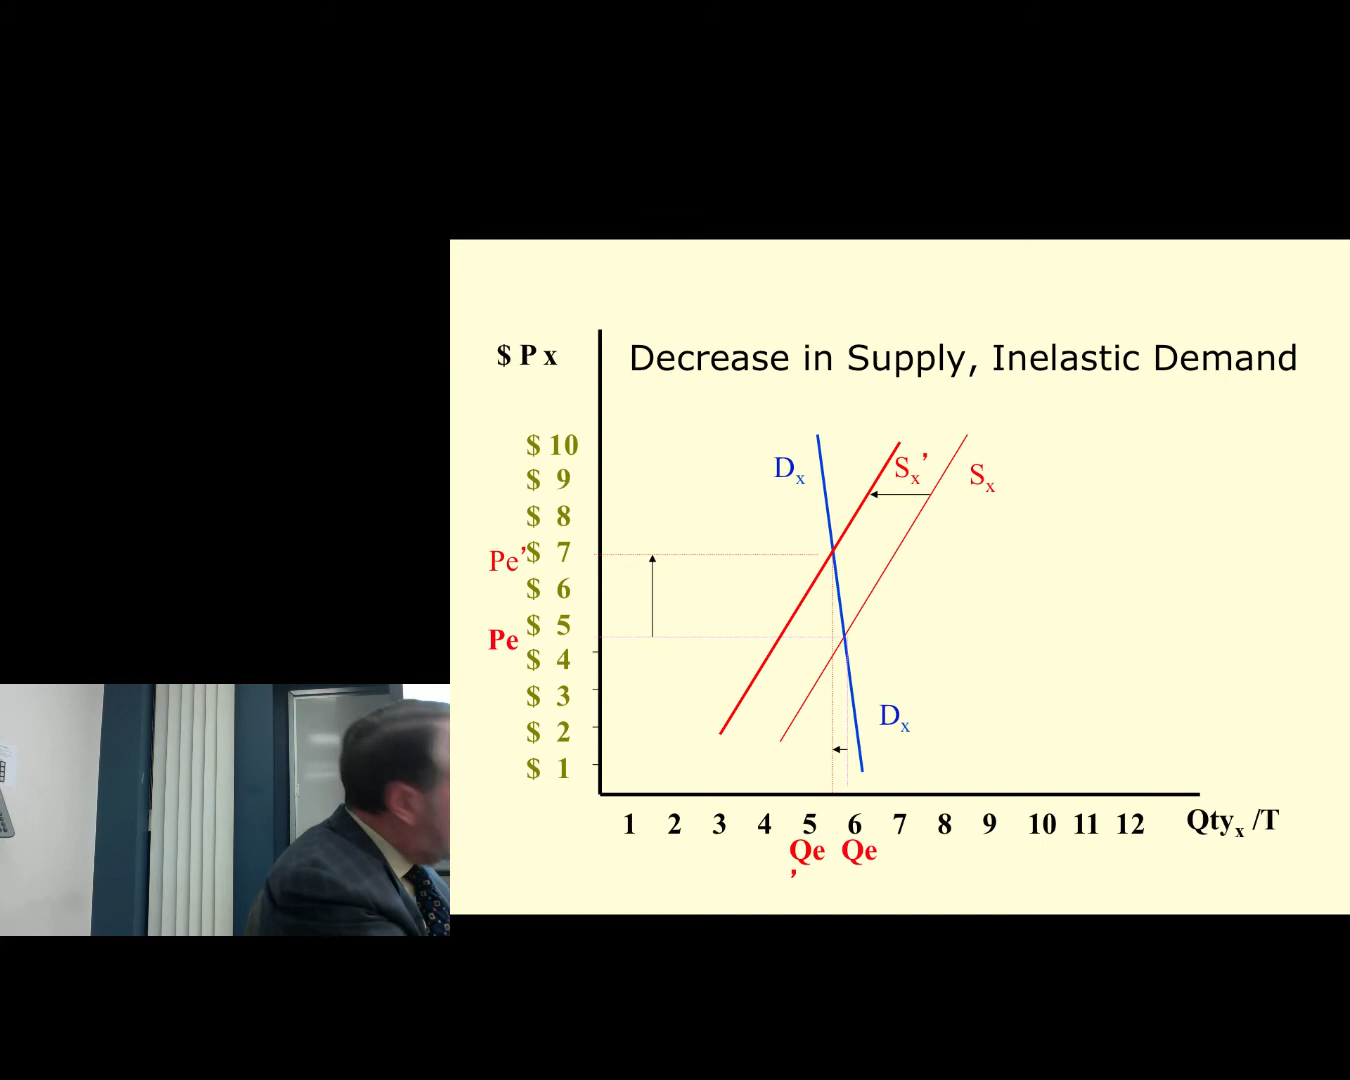 $ P x
Decrease in Supply, Inelastic Demand
$ 10
$ 9
$ 8
$ 7
$ 6
$ 5
$ 4
$ 3
$ 2
$ 1
Pe’
Pe
Dx
Sx’
Sx
Dx
1 2 3 4 5 6 7 8 9 10 11 12
Qtyx /T
Qe’ Qe